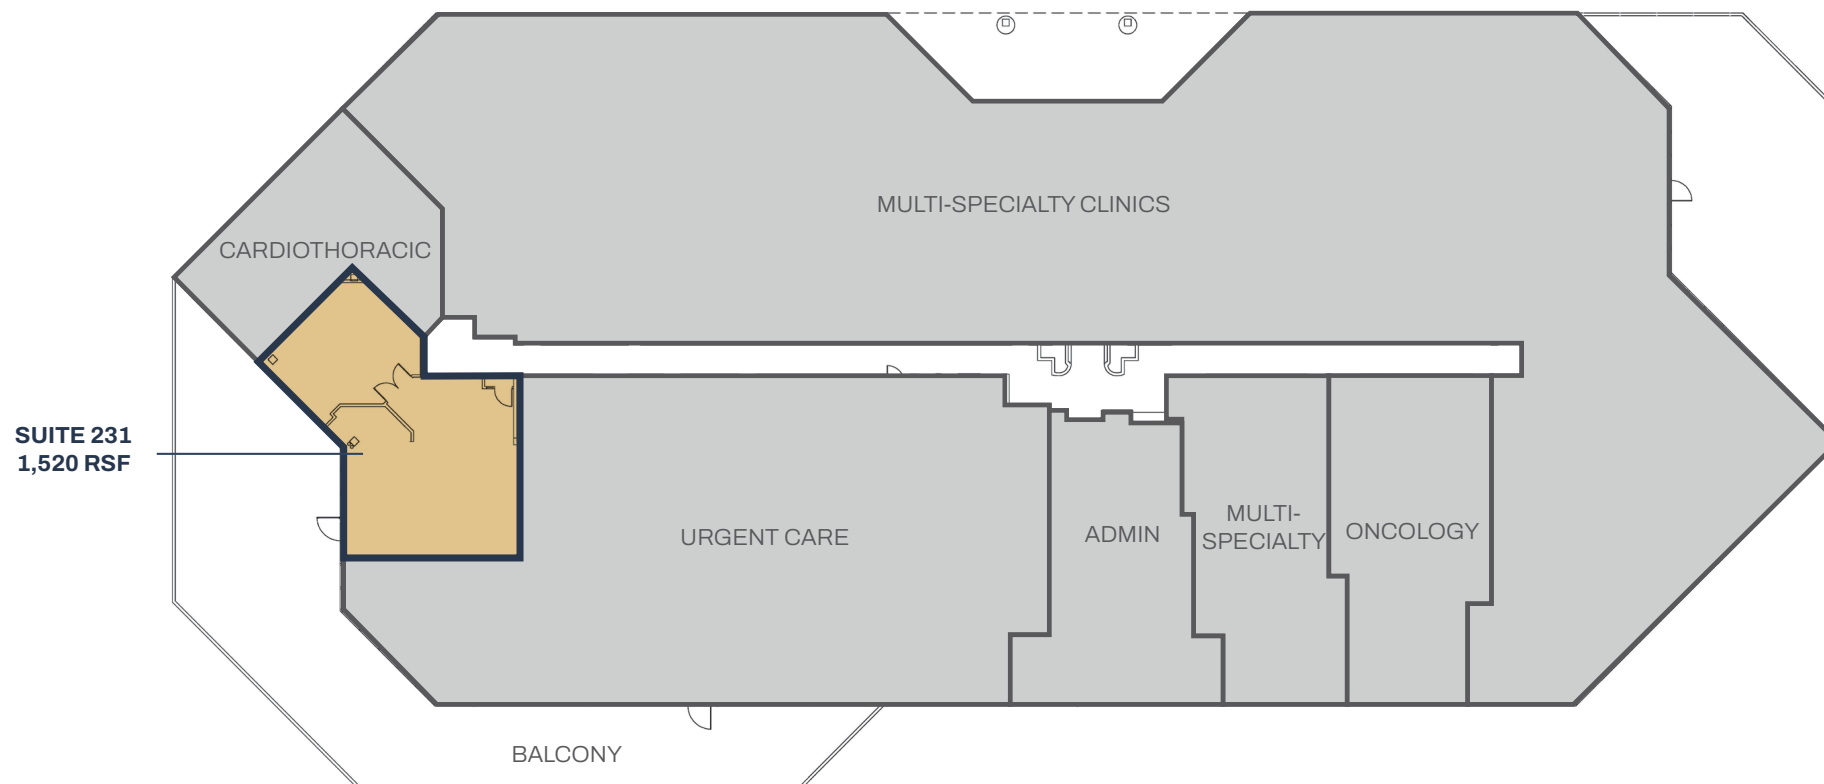 MULTI-SPECIALTY CLINICS
CARDIOTHORACIC
SUITE 231
1,520 RSF
URGENT CARE
ADMIN
MULTI-
SPECIALTY
ONCOLOGY
BALCONY